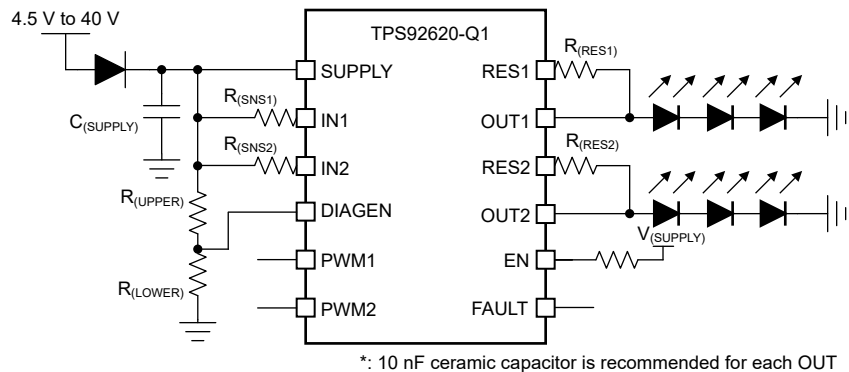 4.5 V to 40 V
TPS92620-Q1
R(RES1)
SUPPLY
RES1
R(SNS1)
C(SUPPLY)
IN1
OUT1
R(SNS2)
R(RES2)
IN2
RES2
R(UPPER)
DIAGEN
OUT2
V(SUPPLY)
PWM1
EN
R(LOWER)
PWM2
FAULT
*: 10 nF ceramic capacitor is recommended for each OUT